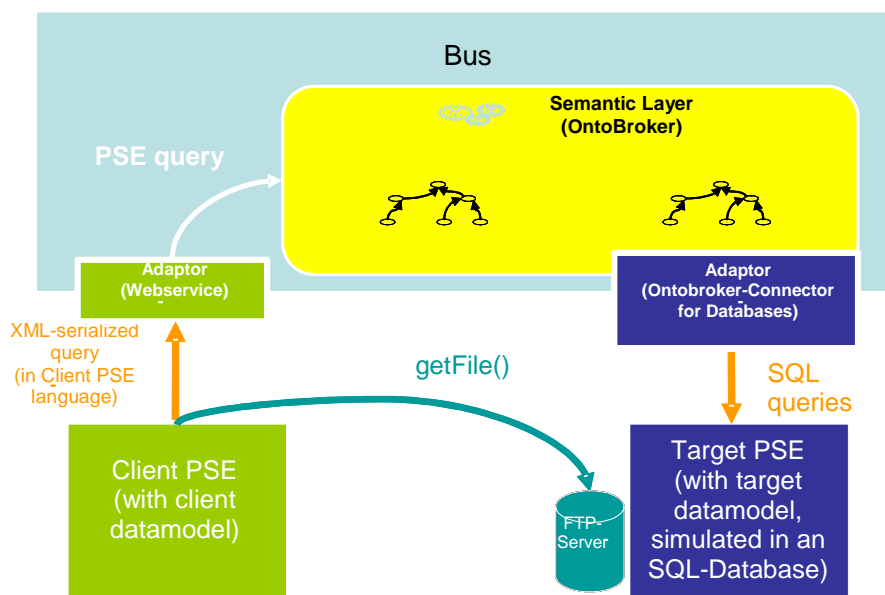 Bus
Semantic Layer
(OntoBroker)
PSE query
Adaptor
(Webservice)
Adaptor
(Ontobroker-Connector
for Databases)
XML-serialized
query
(in Client PSE
language)
getFile()
SQL
queries
Client PSE
(with client
datamodel)
FTP-
Server
Target PSE
(with target
datamodel,
simulated in an
SQL-Database)